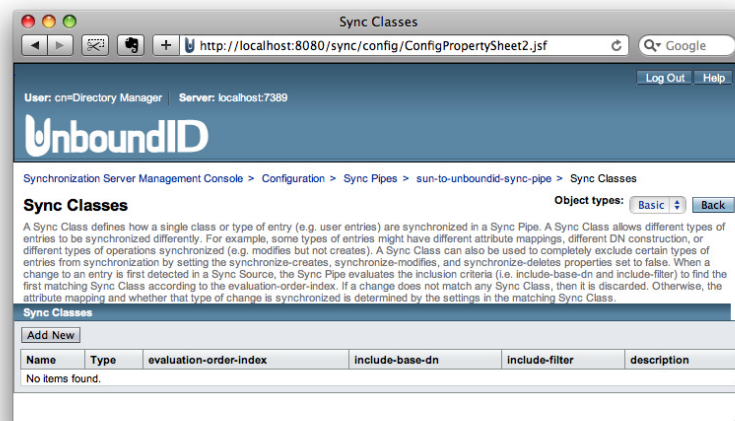 Sync Classes
http://localhost:8080/sync/config/ConfigPropertySheet2.jsf
Google
Log Out Help
User: cn=Directory Manager Server: localhost:7389
UnboundID
Synchronization Server Management Console > Configuration > Sync Pipes > sun-to-unboundid-sync-pipe > Sync Classes
Sync Classes
Object types: Basic Back
A Sync Class defines how a single class or type of entry (e.g. user entries) are synchronized in a Sync Pipe. A Sync Class allows different types of
entries to be synchronized differently. For example, some types of entries might have different attribute mappings, different DN construction, or
different types of operations synchronized (e.g. modifies but not creates). A Sync Class can also be used to completely exclude certain types of
entries from synchronization by setting the synchronize-creates, synchronize-modifies, and synchronize-deletes properties set to false. When a
change to an entry is first detected in a Sync Source, the Sync Pipe evaluates the inclusion criteria (i.e. include-base-dn and include-filter) to find the
first matching Sync Class according to the evaluation-order-index. If a change does not match any Sync Class, then it is discarded. Otherwise, the
attribute mapping and whether that type of change is synchronized is determined by the settings in the matching Sync Class.
Sync Classes
Add New
Name Type evaluation-order-index include-base-dn include-filter description
No items found.